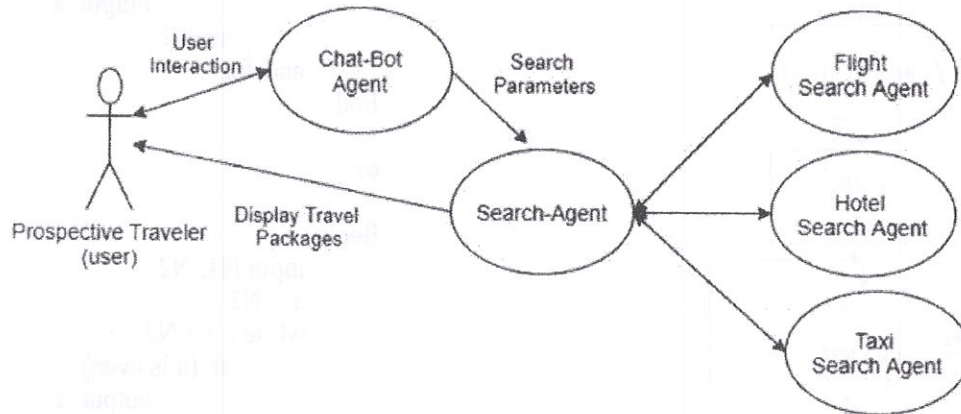 User
Interaction
Chat-Bot
Agent
Search
Parameters
Flight
Search Agent
Search-Agent
Hotel
Search Agent
Display Travel
Packages
Prospective Traveler
(user)
Taxi
Search Agent